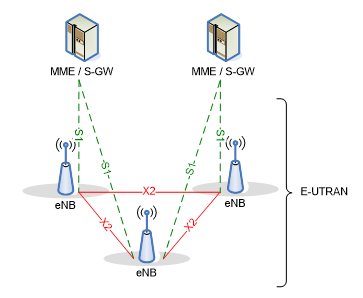 MME / S-GW
MME / S-GW
S1
S1
S1
S1
E-UTRAN
X2
eNB
eNB
X2
X2
eNB